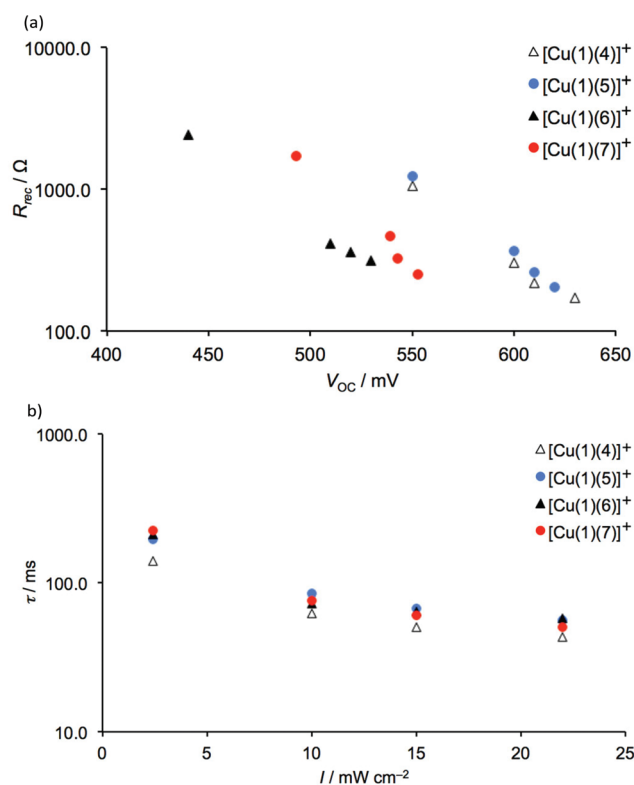 (a)
10000.0
1000.0
100.0
R_rec / Ω
400 450 500 550 600 650
V_OC / mV
[Cu(1)(4)]⁺
[Cu(1)(5)]⁺
[Cu(1)(6)]⁺
[Cu(1)(7)]⁺
b)
1000.0
100.0
10.0
τ / ms
0 5 10 15 20 25
I / mW cm⁻²
[Cu(1)(4)]⁺
[Cu(1)(5)]⁺
[Cu(1)(6)]⁺
[Cu(1)(7)]⁺